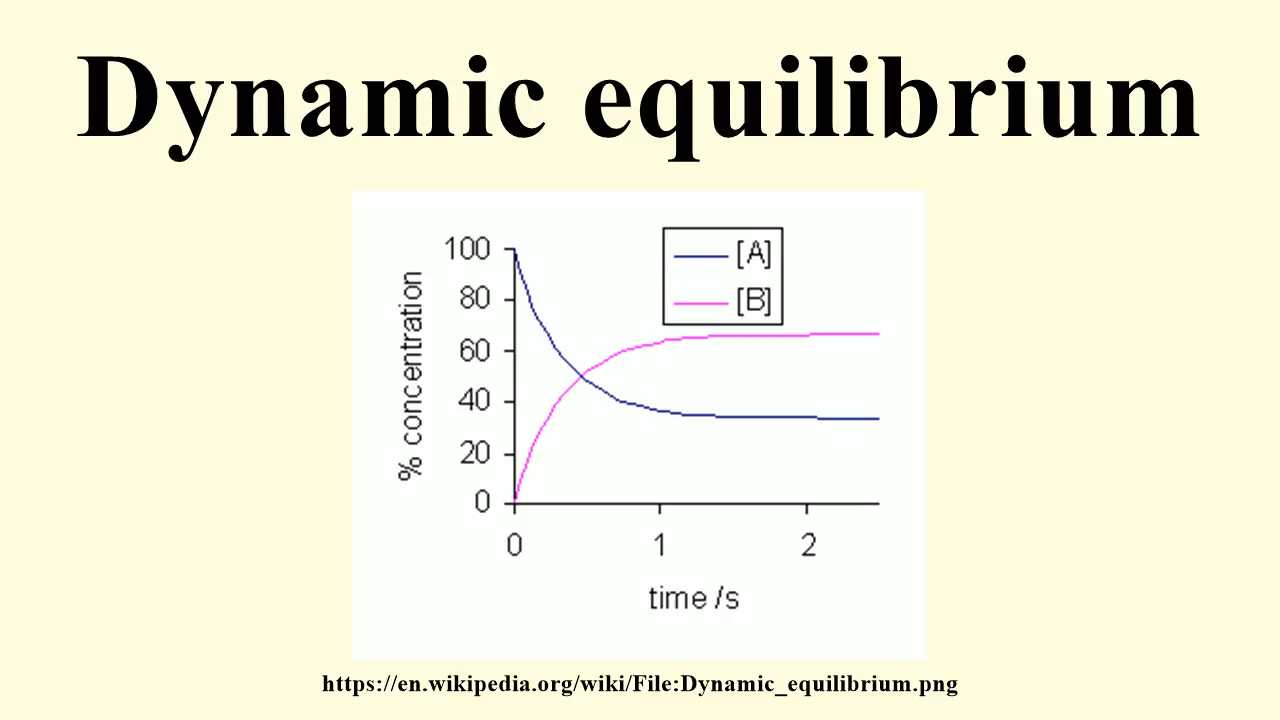 Dynamic equilibrium
[A]
[B]
% concentration
100
80
60
40
20
0
0 1 2
time /s
https://en.wikipedia.org/wiki/File:Dynamic_equilibrium.png